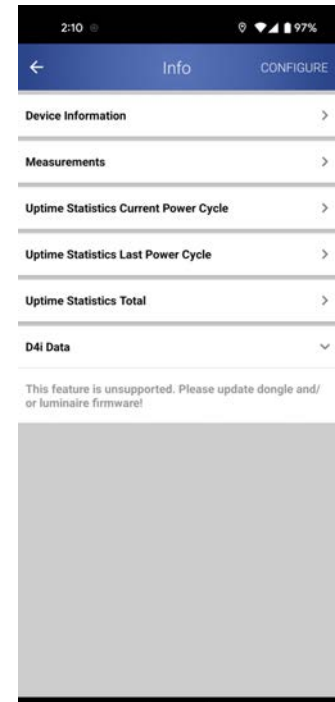 2:10 97%
Info CONFIGURE
Device Information
Measurements
Uptime Statistics Current Power Cycle
Uptime Statistics Last Power Cycle
Uptime Statistics Total
D4i Data
This feature is unsupported. Please update dongle and/
or luminaire firmware!